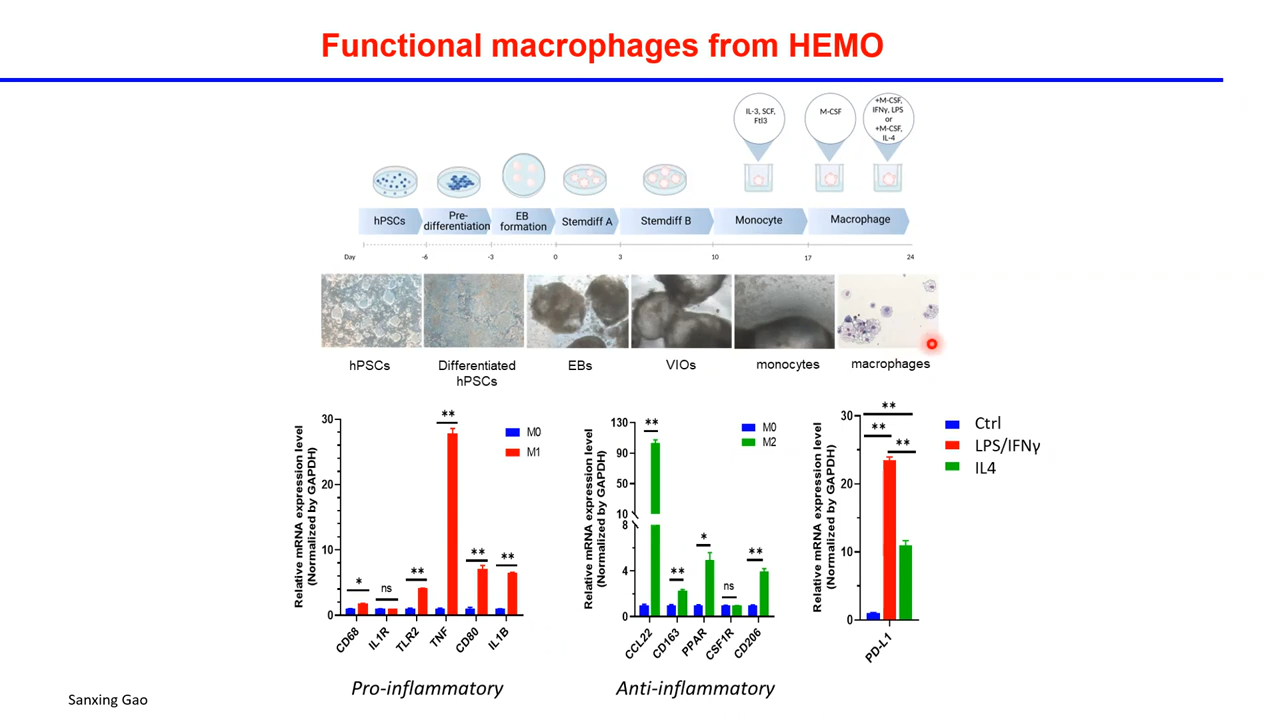 Functional macrophages from HEMO
IL-3, SCF,
Ftl3
M-CSF
+M-CSF,
IFNγ, LPS
or
+M-CSF,
IL-4
hPSCs
Pre-
differentiation
EB
formation
Stemdiff A
Stemdiff B
Monocyte
Macrophage
Day
-6
-3
0
3
10
17
24
hPSCs
Differentiated
hPSCs
EBs
VIOs
monocytes
macrophages
Relative mRNA expression level
(Normalized by GAPDH)
30
20
10
0
*
ns
**
**
**
**
M0
M1
CD68
IL1R
TLR2
TNF
CD80
IL1B
Pro-inflammatory
Relative mRNA expression level
(Normalized by GAPDH)
130
90
50
10
8
4
0
**
**
*
ns
**
M0
M2
CCL22
CD163
PPAR
CSF1R
CD206
Anti-inflammatory
Relative mRNA expression level
(Normalized by GAPDH)
30
20
10
0
**
**
**
PD-L1
Ctrl
LPS/IFNγ
IL4
Sanxing Gao